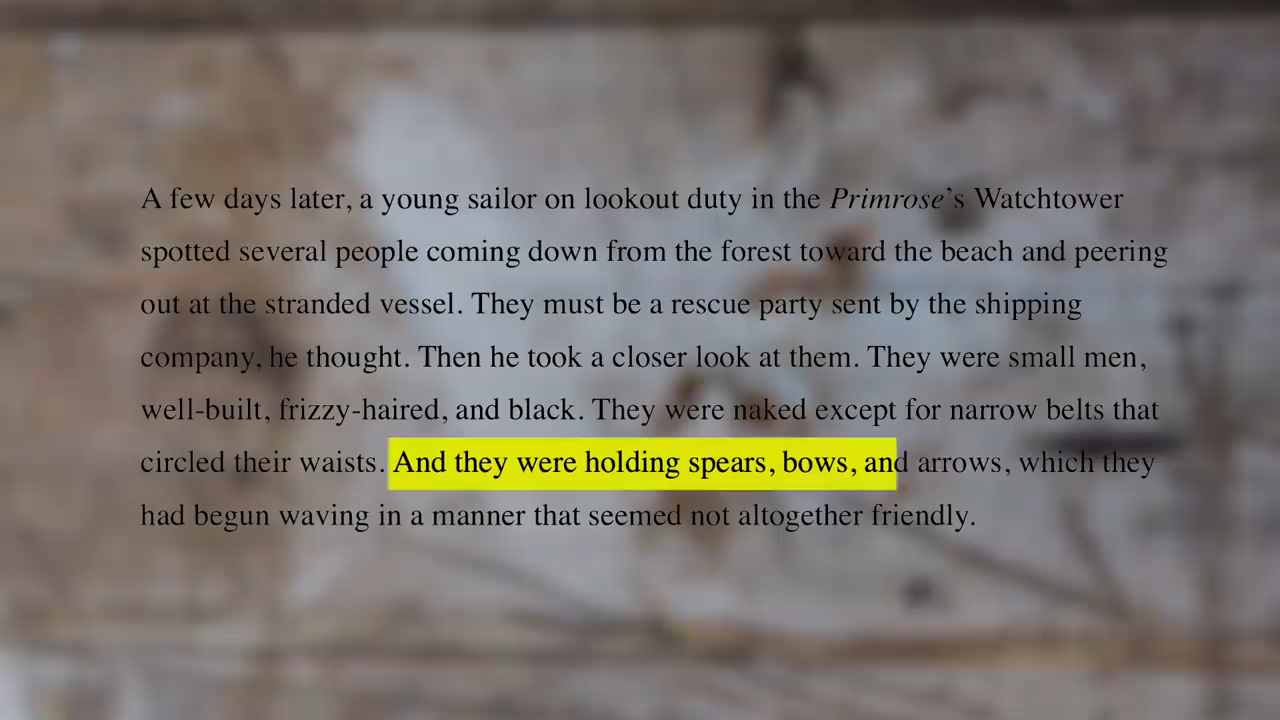 A few days later, a young sailor on lookout duty in the Primrose's Watchtower
spotted several people coming down from the forest toward the beach and peering
out at the stranded vessel. They must be a rescue party sent by the shipping
company, he thought. Then he took a closer look at them. They were small men,
well-built, frizzy-haired, and black. They were naked except for narrow belts that
circled their waists. And they were holding spears, bows, and arrows, which they
had begun waving in a manner that seemed not altogether friendly.